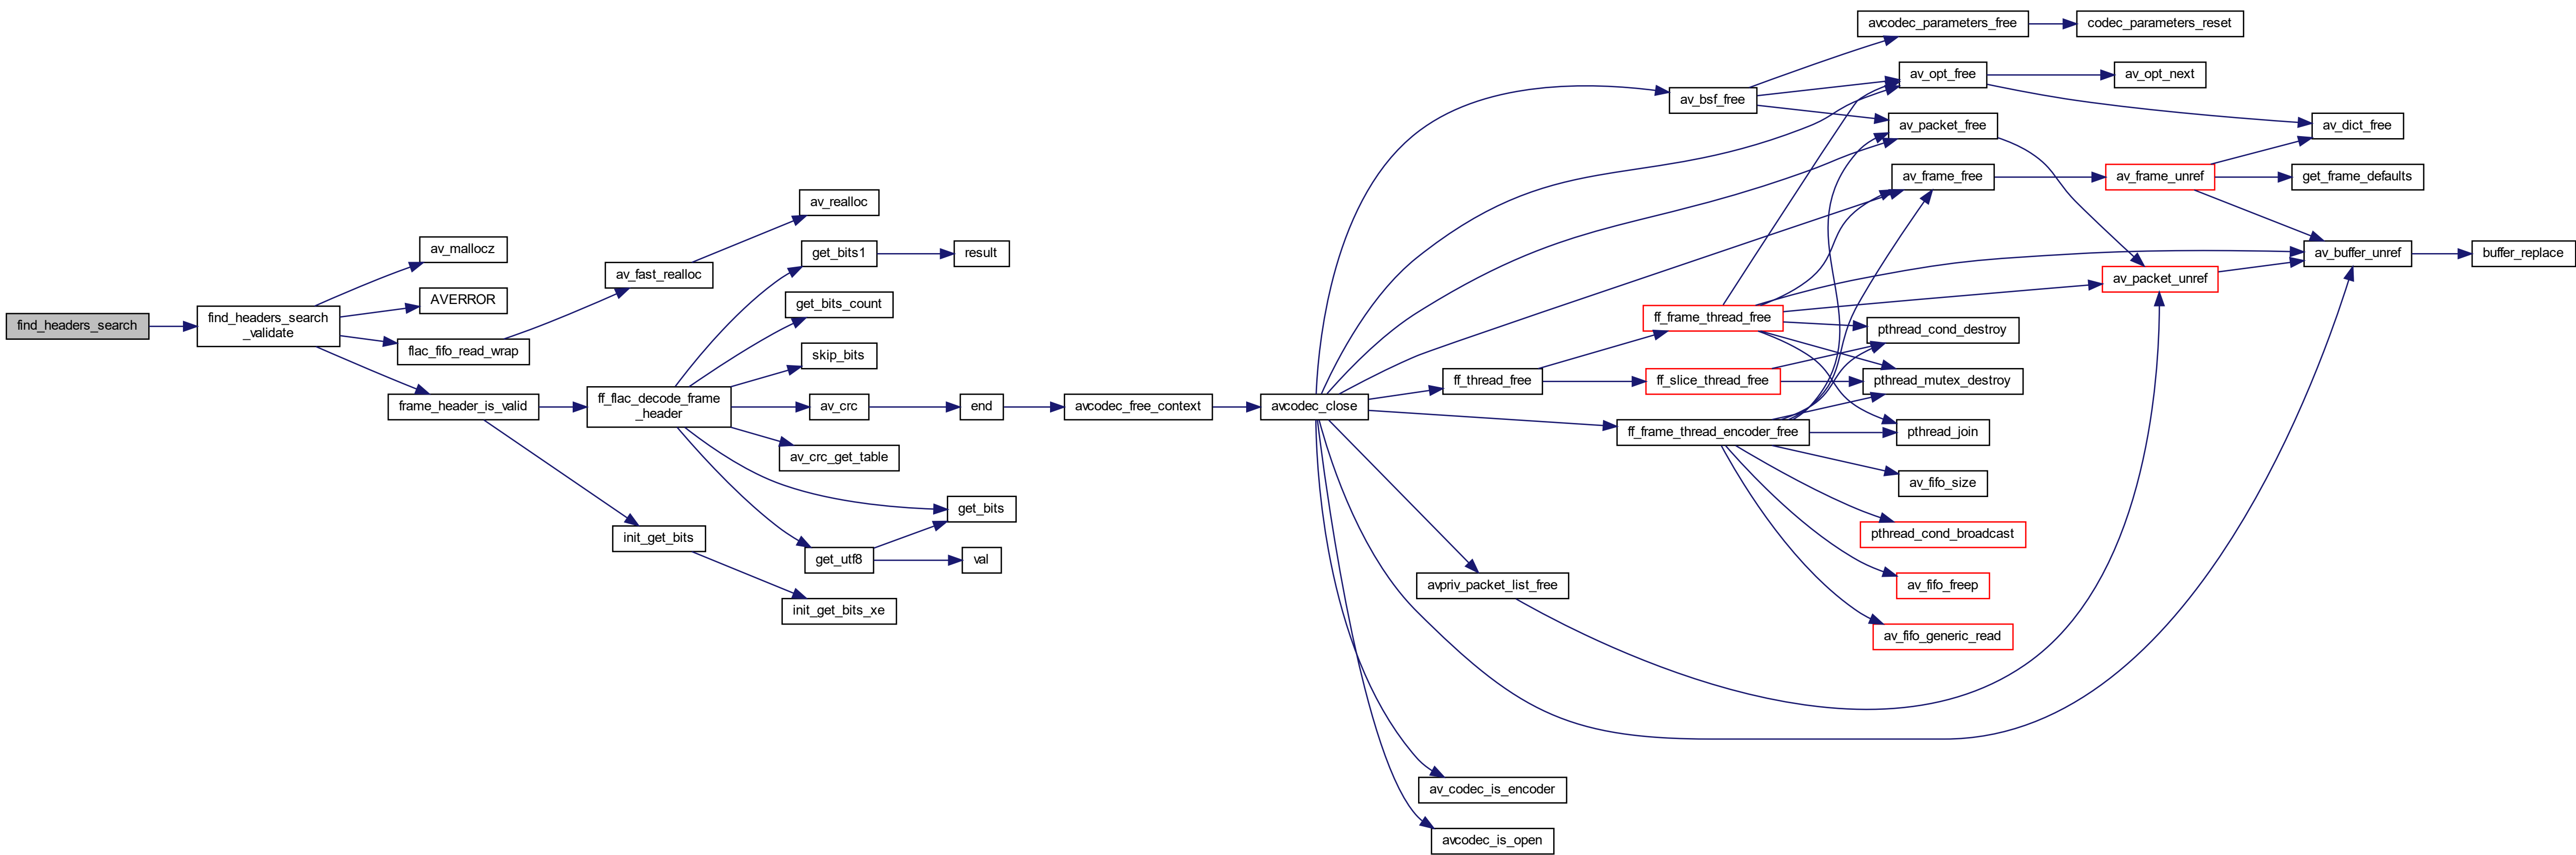 find_headers_search
find_headers_search
_validate
av_mallocz
AVERROR
flac_fifo_read_wrap
frame_header_is_valid
av_fast_realloc
ff_flac_decode_frame
_header
init_get_bits
av_realloc
get_bits1
get_bits_count
skip_bits
av_crc
av_crc_get_table
get_utf8
init_get_bits_xe
result
end
get_bits
val
avcodec_free_context
avcodec_close
ff_thread_free
avpriv_packet_list_free
av_codec_is_encoder
avcodec_is_open
av_bsf_free
ff_frame_thread_free
ff_slice_thread_free
ff_frame_thread_encoder_free
avcodec_parameters_free
av_opt_free
av_packet_free
av_frame_free
pthread_cond_destroy
pthread_mutex_destroy
pthread_join
av_fifo_size
pthread_cond_broadcast
av_fifo_freep
av_fifo_generic_read
codec_parameters_reset
av_opt_next
av_frame_unref
av_packet_unref
av_dict_free
get_frame_defaults
av_buffer_unref
buffer_replace